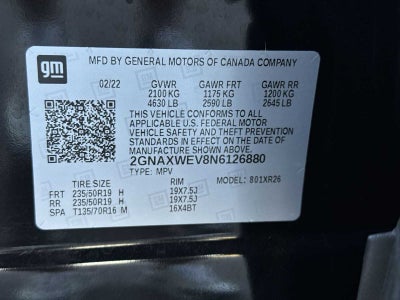 gm
MFD BY GENERAL MOTORS OF CANADA COMPANY
02/22 GVWR GAWR FRT GAWR RR
2100 KG 1175 KG 1200 KG
4630 LB 2590 LB 2645 LB
THIS VEHICLE CONFORMS TO ALL
APPLICABLE U.S. FEDERAL MOTOR
VEHICLE SAFETY, BUMPER, AND THEFT
PREVENTION STANDARDS IN EFFECT ON
THE DATE OF MANUFACTURE SHOWN ABOVE.
2GNAXWEV8N6126880
TYPE: MPV
TIRE SIZE RIM MODEL: 801XR26
FRT 235/50R19 H 19X7.5J
RR 235/50R19 H 19X7.5J
SPA T135/70R16 M 16X4BT